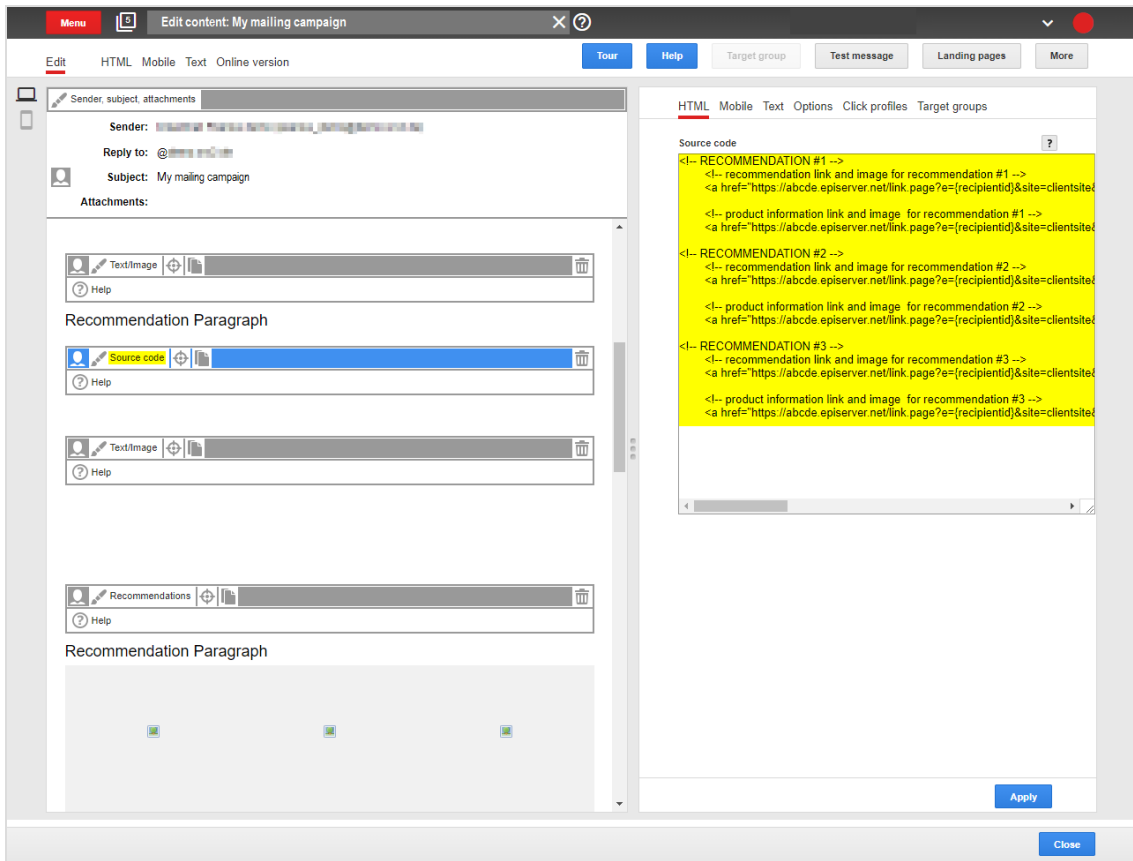 Menu 5 Edit content: My mailing campaign
Edit HTML Mobile Text Online version Tour Help Target group Test message Landing pages More
Sender, subject, attachments
Sender:
Reply to: @
Subject: My mailing campaign
Attachments:
Text/Image
? Help
Recommendation Paragraph
Source code
? Help
Text/Image
? Help
Recommendations
? Help
Recommendation Paragraph
HTML Mobile Text Options Click profiles Target groups
Source code ?
<!-- RECOMMENDATION #1 -->
<!-- recommendation link and image for recommendation #1 -->
<a href="https://abcde.episerver.net/link.page?e={recipientid}&site=clientsite&
<!-- product information link and image  for recommendation #1 -->
<a href="https://abcde.episerver.net/link.page?e={recipientid}&site=clientsite&
<!-- RECOMMENDATION #2 -->
<!-- recommendation link and image for recommendation #2 -->
<a href="https://abcde.episerver.net/link.page?e={recipientid}&site=clientsite&
<!-- product information link and image  for recommendation #2 -->
<a href="https://abcde.episerver.net/link.page?e={recipientid}&site=clientsite&
<!-- RECOMMENDATION #3 -->
<!-- recommendation link and image for recommendation #3 -->
<a href="https://abcde.episerver.net/link.page?e={recipientid}&site=clientsite&
<!-- product information link and image  for recommendation #3 -->
<a href="https://abcde.episerver.net/link.page?e={recipientid}&site=clientsite&
Apply
Close